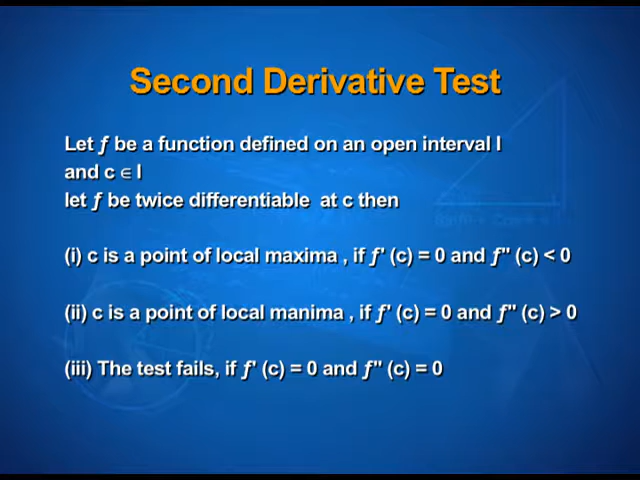 Second Derivative Test
Let ƒ be a function defined on an open interval I
and c ∈ I
let ƒ be twice differentiable at c then
(i) c is a point of local maxima , if ƒ' (c) = 0 and ƒ" (c) < 0
(ii) c is a point of local manima , if ƒ' (c) = 0 and ƒ" (c) > 0
(iii) The test fails, if ƒ' (c) = 0 and ƒ" (c) = 0